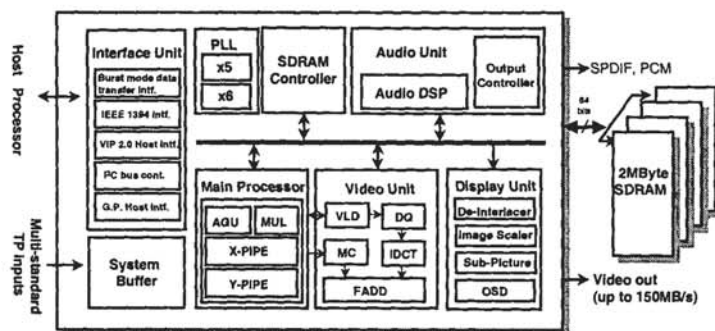 Host Processor
Multi-standard
TP inputs
Interface Unit
Burst mode data
transfer intf.
IEEE 1394 intf.
VIP 2.0 Host intf.
I²C bus cont.
G.P. Host intf.
System
Buffer
PLL
x5
x6
SDRAM
Controller
Audio Unit
Audio DSP
Output
Controller
Main Processor
AGU
MUL
X-PIPE
Y-PIPE
Video Unit
VLD
DQ
MC
IDCT
FADD
Display Unit
De-Interlacer
Image Scaler
Sub-Picture
OSD
SPDIF, PCM
64
bits
2MByte
SDRAM
Video out
(up to 150MB/s)